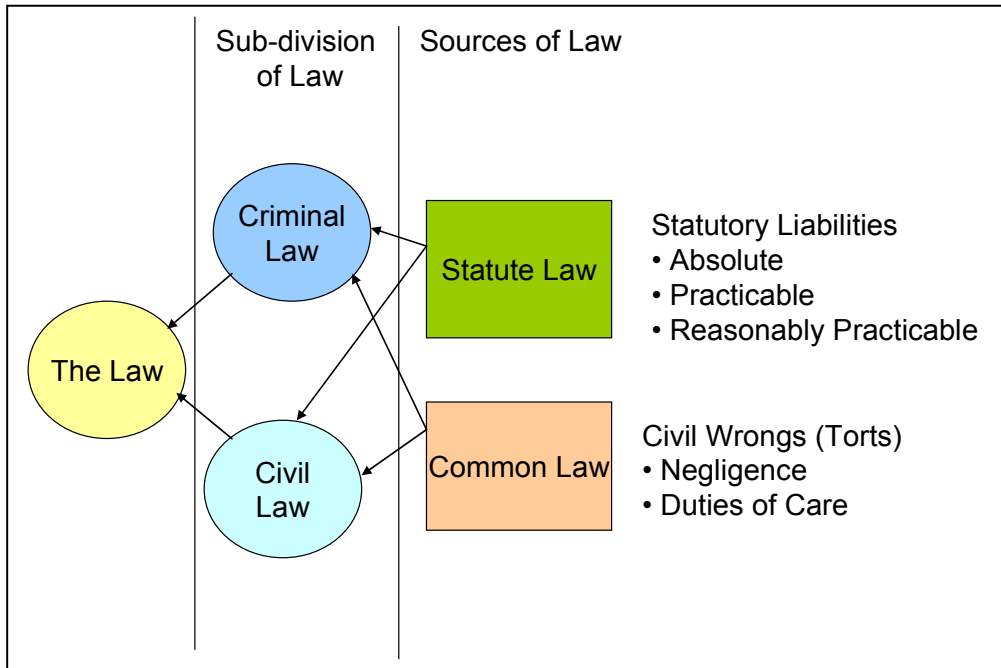 Sub-division
of Law
Sources of Law
Criminal
Law
Statute Law
Statutory Liabilities
• Absolute
• Practicable
• Reasonably Practicable
The Law
Civil
Law
Common Law
Civil Wrongs (Torts)
• Negligence
• Duties of Care